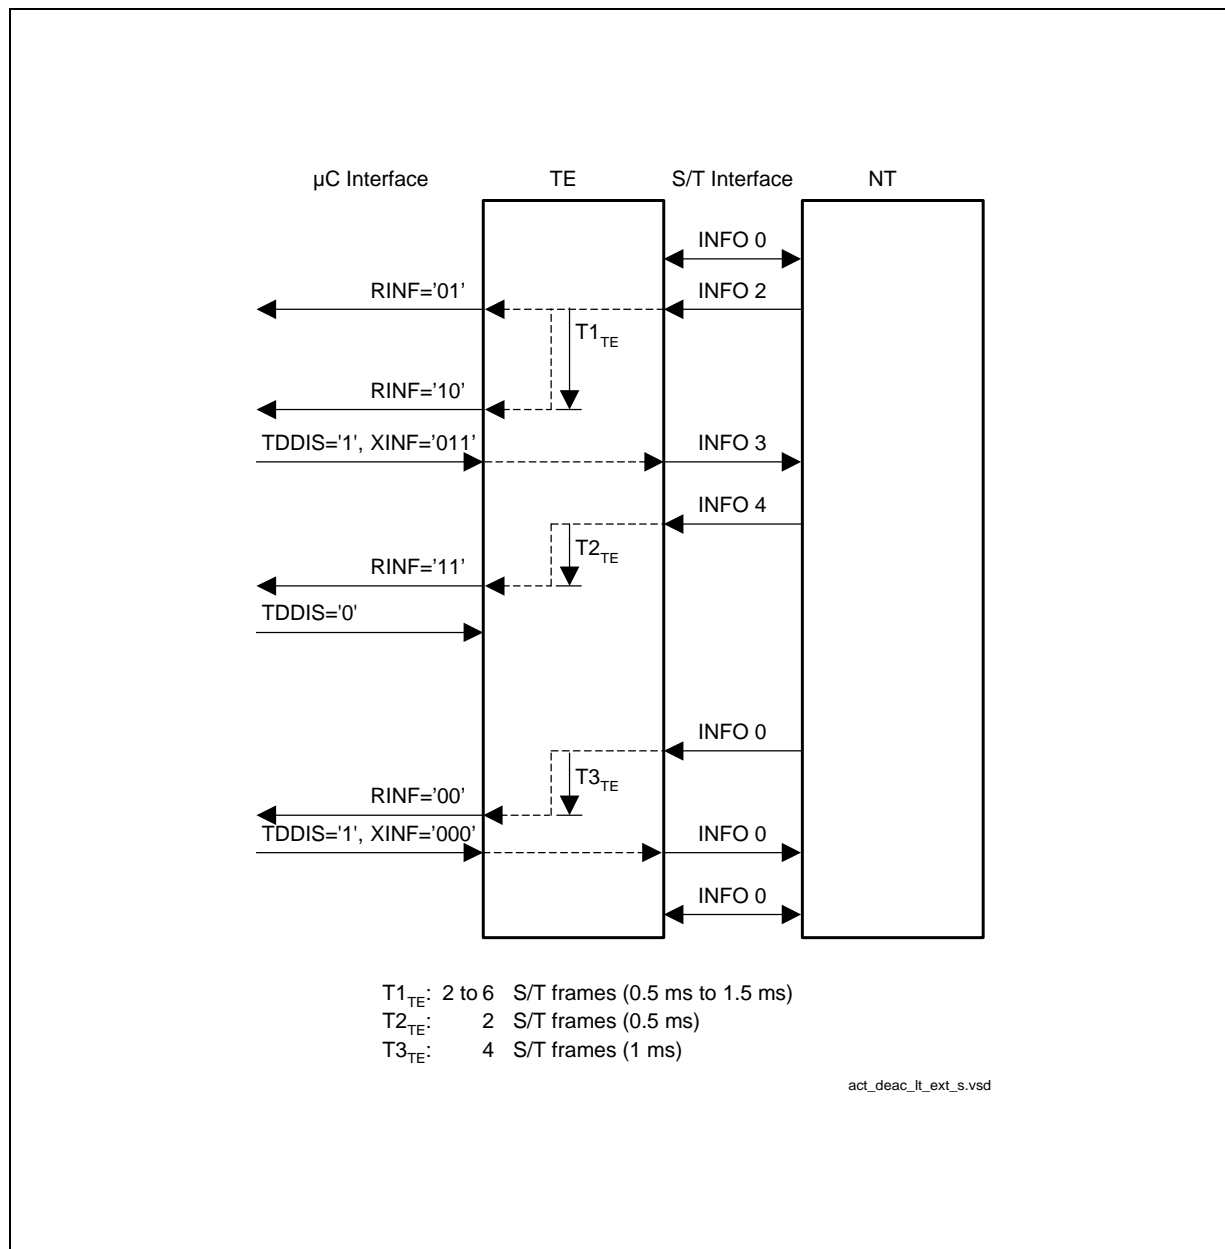 µC Interface TE S/T Interface NT
INFO 0
RINF='01' INFO 2
T1TE
RINF='10'
TDDIS='1', XINF='011' INFO 3
INFO 4
T2TE
RINF='11'
TDDIS='0'
INFO 0
T3TE
RINF='00'
TDDIS='1', XINF='000' INFO 0
INFO 0
T1TE: 2 to 6 S/T frames (0.5 ms to 1.5 ms)
T2TE: 2 S/T frames (0.5 ms)
T3TE: 4 S/T frames (1 ms)
act_deac_lt_ext_s.vsd